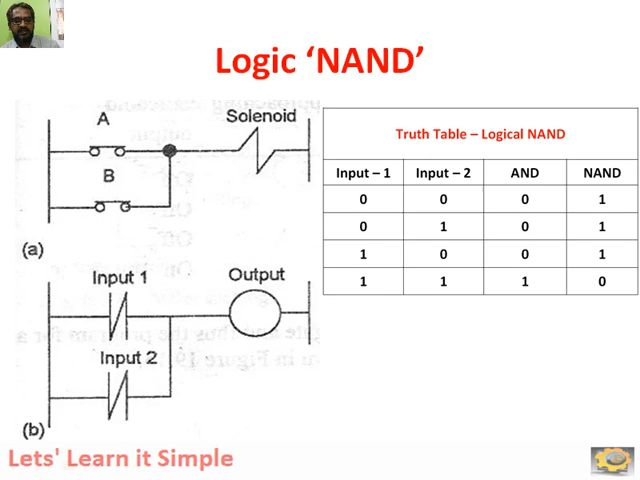 Logic ‘NAND’
A
Solenoid
B
(a)
Input 1
Output
Input 2
(b)
Truth Table – Logical NAND
Input – 1 Input – 2 AND NAND
0 0 0 1
0 1 0 1
1 0 0 1
1 1 1 0
Lets' Learn it Simple